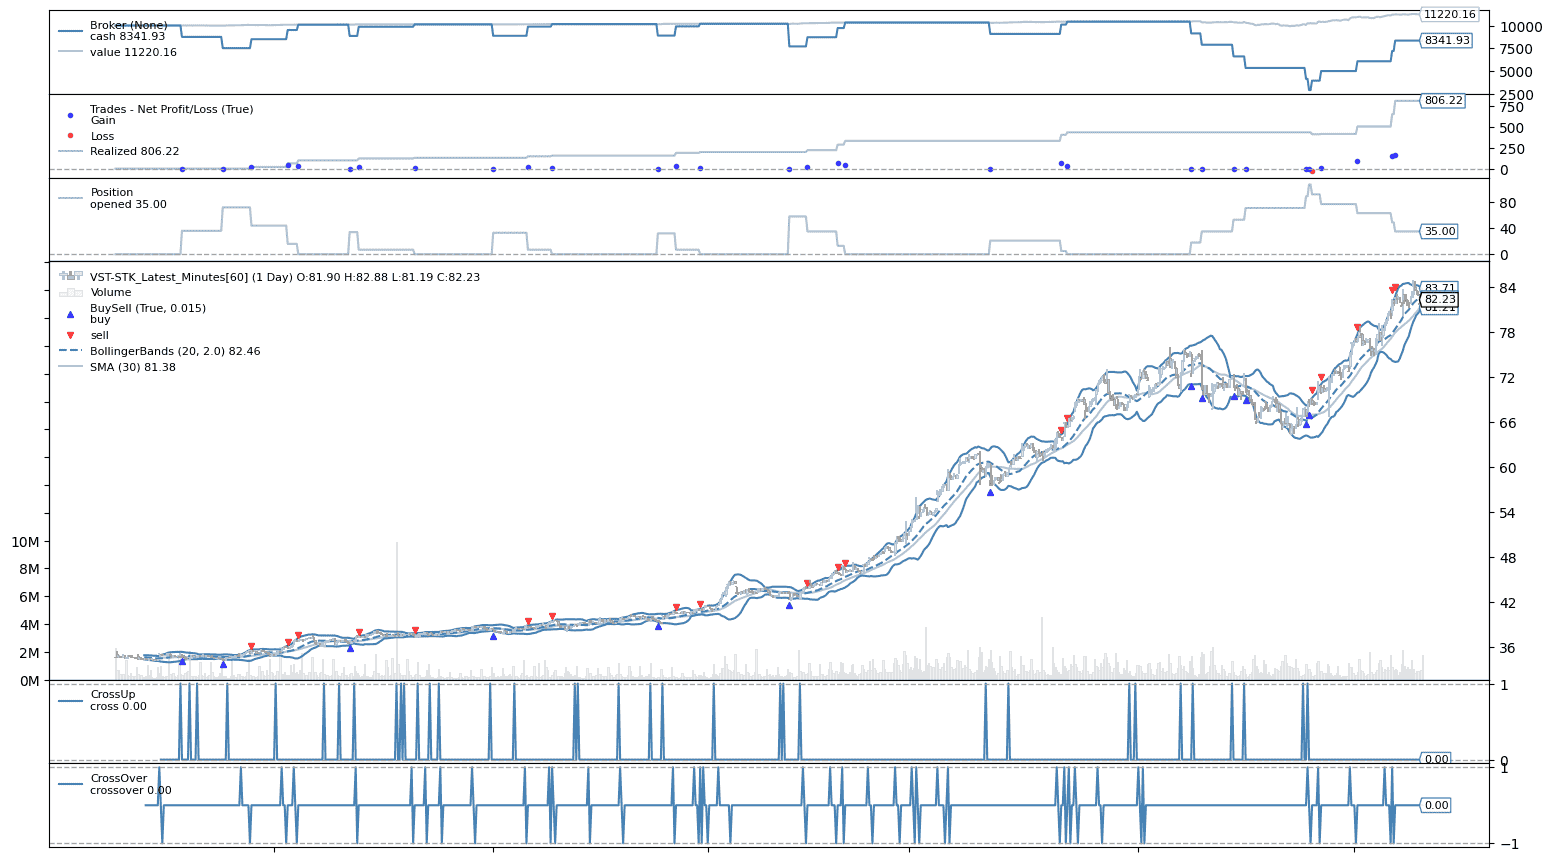 Broker (None)
cash 8341.93
value 11220.16
11220.16
10000
8341.93
7500
5000
2500
Trades - Net Profit/Loss (True)
Gain
Loss
Realized 806.22
806.22
750
500
250
0
Position
opened 35.00
80
40
35.00
0
VST-STK_Latest_Minutes[60] (1 Day) O:81.90 H:82.88 L:81.19 C:82.23
Volume
BuySell (True, 0.015)
buy
sell
BollingerBands (20, 2.0) 82.46
SMA (30) 81.38
83.71
82.23
81.21
84
78
72
66
60
54
48
42
36
10M
8M
6M
4M
2M
0M
CrossUp
cross 0.00
1
0.00
0
CrossOver
crossover 0.00
1
0.00
−1